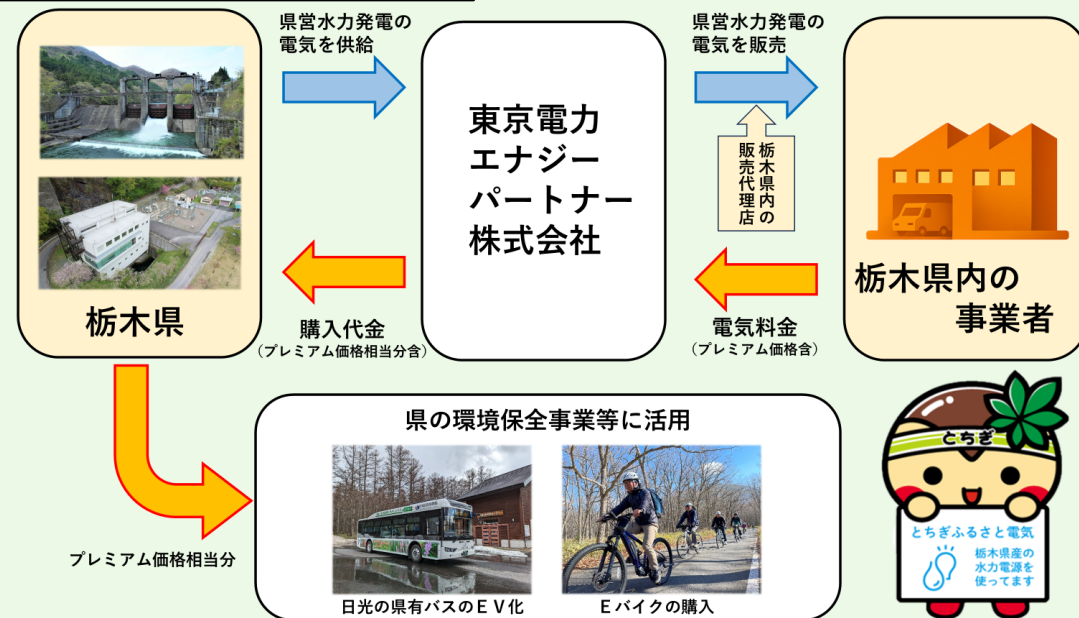 県営水力発電の
電気を供給
県営水力発電の
電気を販売
東京電力
エナジー
パートナー
株式会社
栃木県内の
販売代理店
栃木県
購入代金
（プレミアム価格相当分含）
電気料金
（プレミアム価格含）
栃木県内の
事業者
県の環境保全事業等に活用
プレミアム価格相当分
日光の県有バスのＥＶ化
Ｅバイクの購入
とちぎ
とちぎふるさと電気
栃木県産の
水力電源を
使ってます